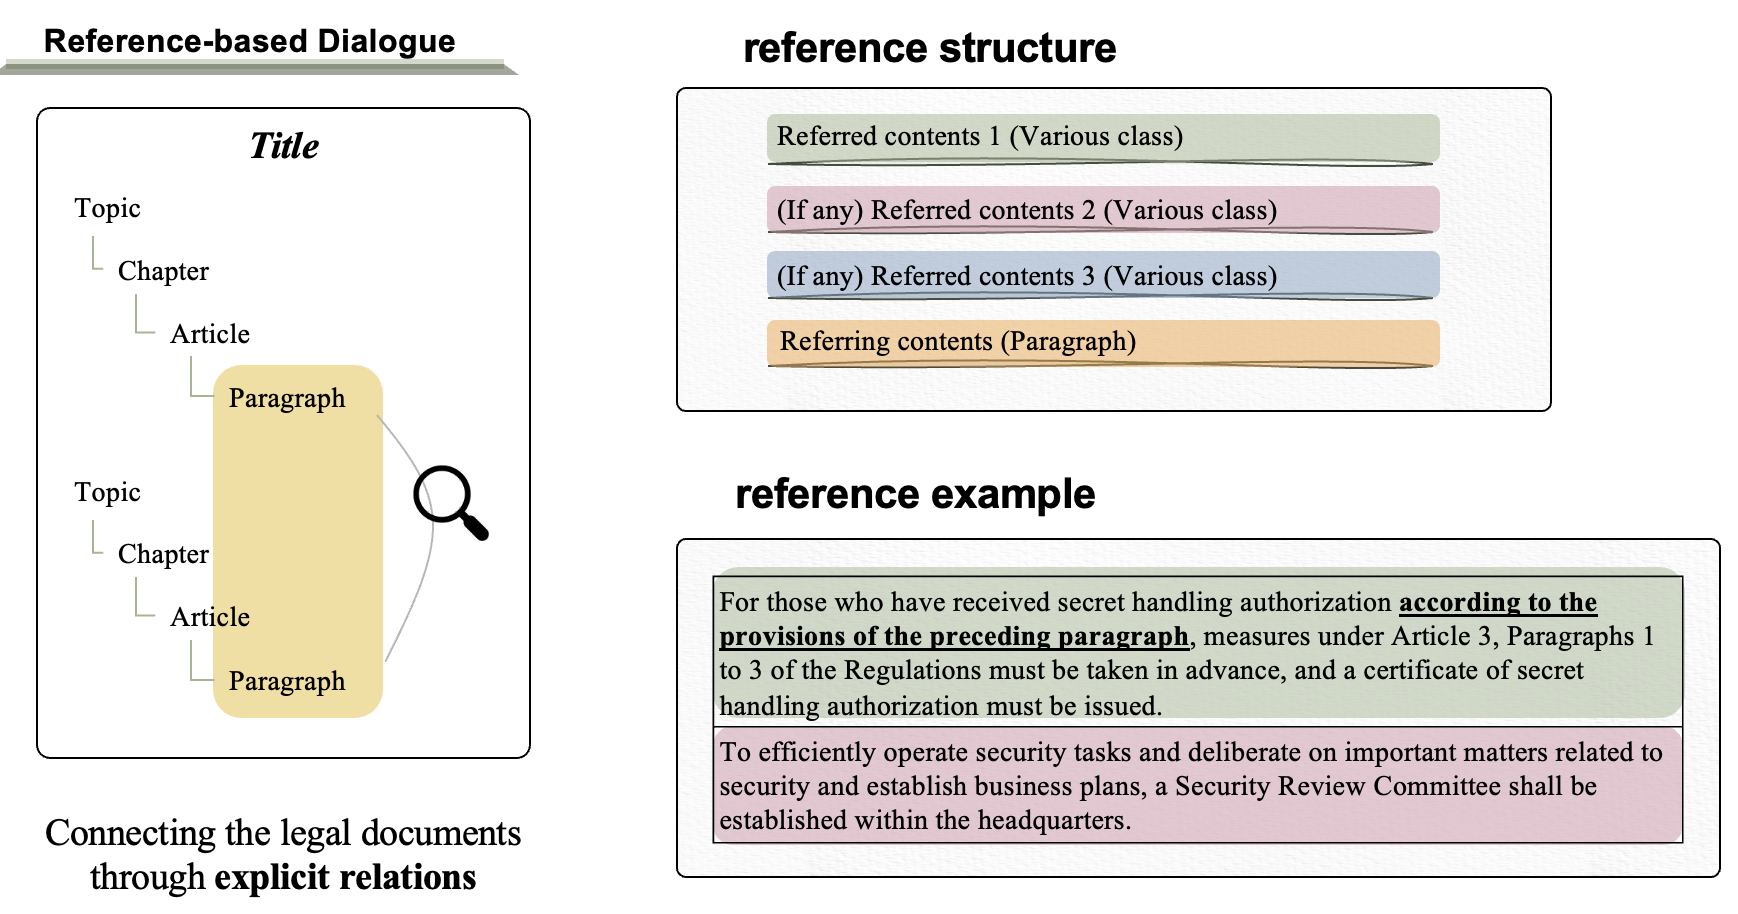 Reference-based Dialogue
Title
Topic
Chapter
Article
Paragraph
Topic
Chapter
Article
Paragraph
Connecting the legal documents
through explicit relations
reference structure
Referred contents 1 (Various class)
(If any) Referred contents 2 (Various class)
(If any) Referred contents 3 (Various class)
Referring contents (Paragraph)
reference example
For those who have received secret handling authorization according to the
provisions of the preceding paragraph, measures under Article 3, Paragraphs 1
to 3 of the Regulations must be taken in advance, and a certificate of secret
handling authorization must be issued.
To efficiently operate security tasks and deliberate on important matters related to
security and establish business plans, a Security Review Committee shall be
established within the headquarters.